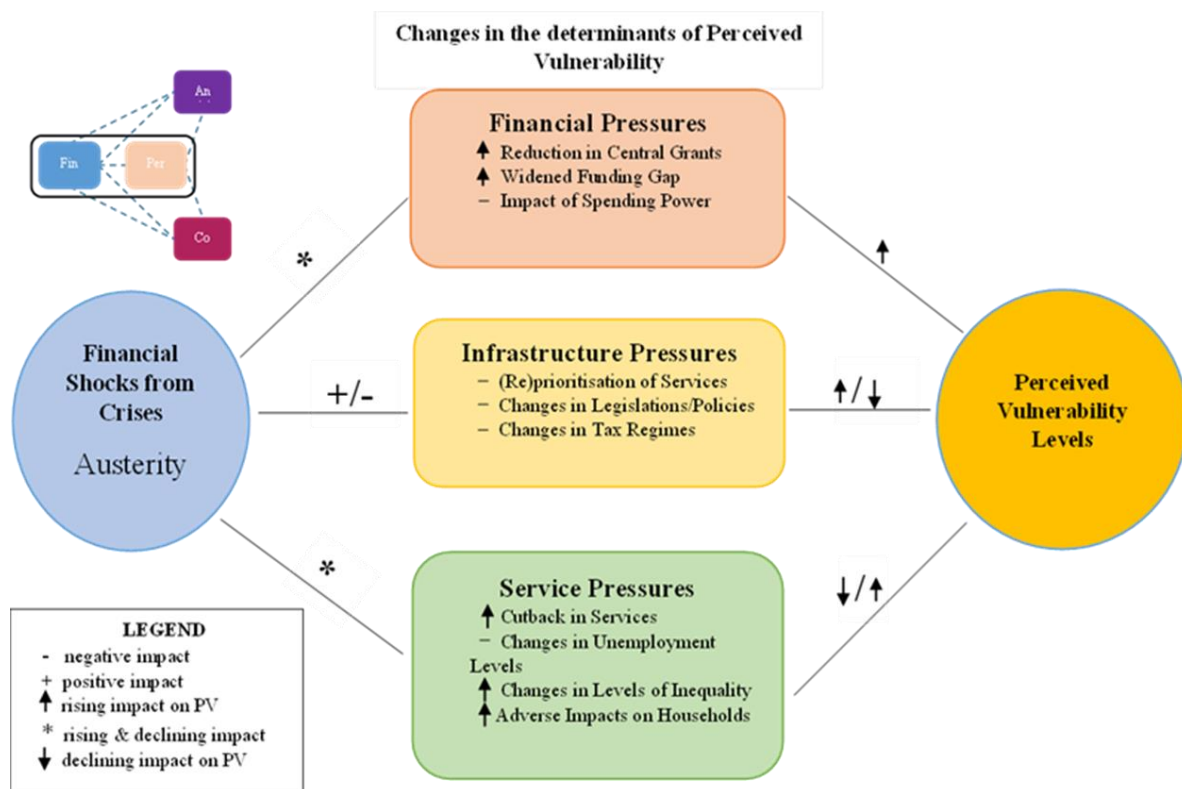 Changes in the determinants of Perceived
Vulnerability
An
Fin
Per
Co
Financial Pressures
↑ Reduction in Central Grants
↑ Widened Funding Gap
– Impact of Spending Power
*
↑
Financial
Shocks from
Crises
Austerity
+/-
Infrastructure Pressures
– (Re)prioritisation of Services
– Changes in Legislations/Policies
– Changes in Tax Regimes
↑/↓
Perceived
Vulnerability
Levels
*
Service Pressures
↑ Cutback in Services
– Changes in Unemployment
Levels
↑ Changes in Levels of Inequality
↑ Adverse Impacts on Households
↓/↑
LEGEND
- negative impact
+ positive impact
↑ rising impact on PV
* rising & declining impact
↓ declining impact on PV